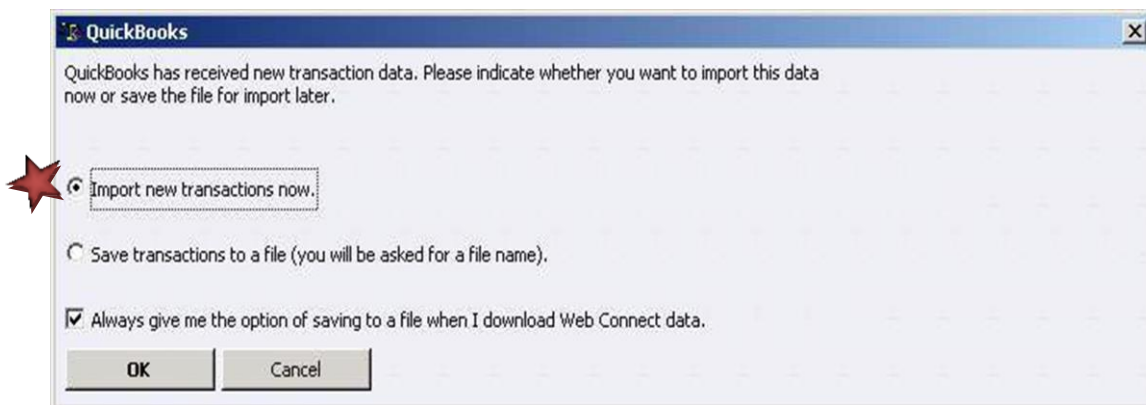 QuickBooks
QuickBooks has received new transaction data. Please indicate whether you want to import this data
now or save the file for import later.
Import new transactions now.
Save transactions to a file (you will be asked for a file name).
Always give me the option of saving to a file when I download Web Connect data.
OK Cancel